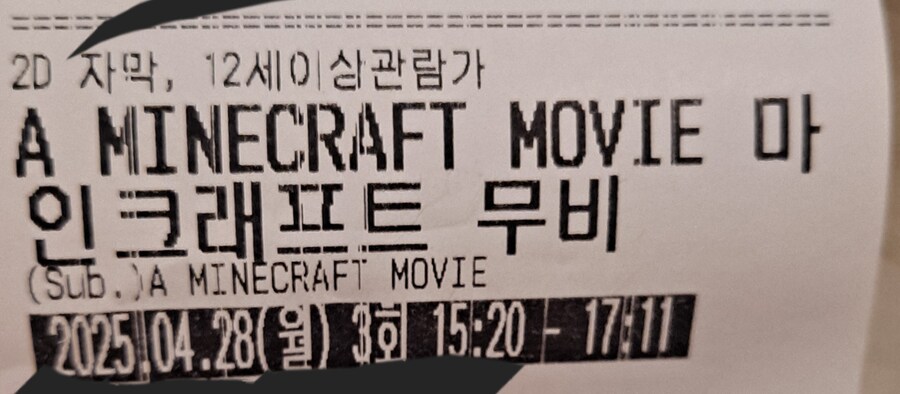 2D 자막, 12세이상관람가
A MINECRAFT MOVIE 마
인크래프트 무비
(Sub.)A MINECRAFT MOVIE
2025.04.28(월) 3회 15:20 - 17:11